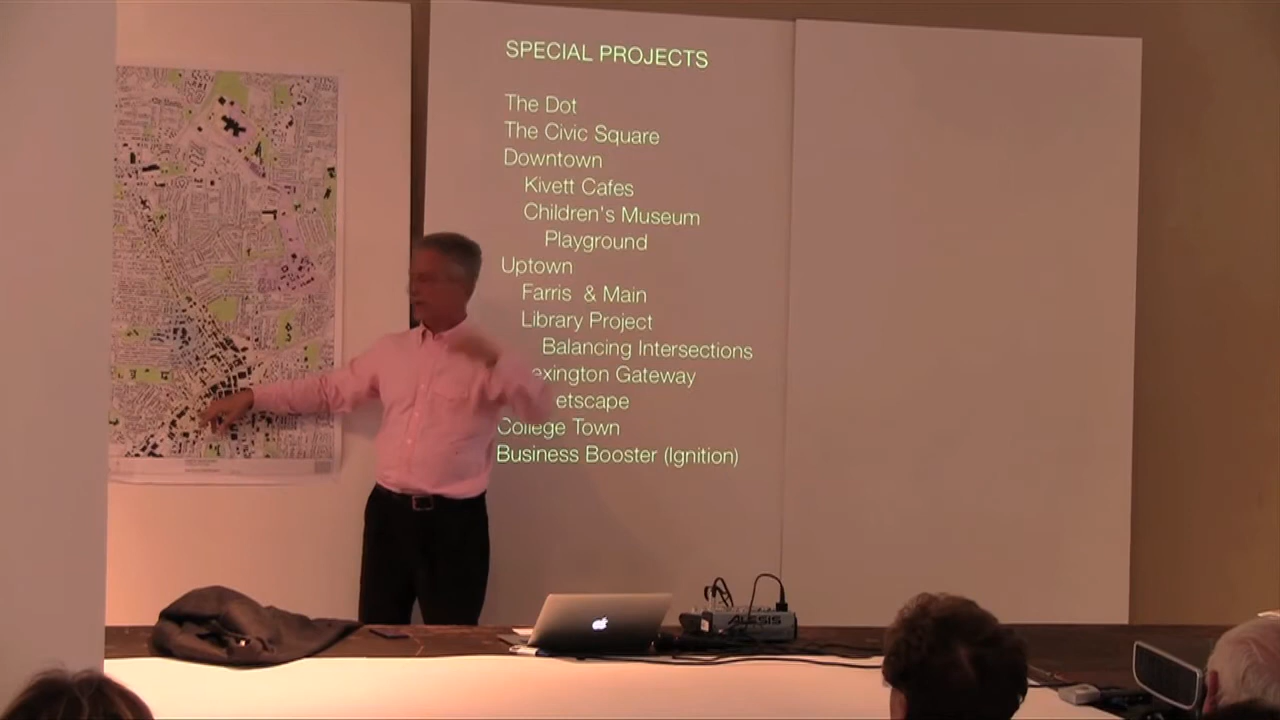 SPECIAL PROJECTS
The Dot
The Civic Square
Downtown
Kivett Cafes
Children's Museum
Playground
Uptown
Farris & Main
Library Project
Balancing Intersections
exington Gateway
etscape
College Town
Business Booster (Ignition)
ALESIS